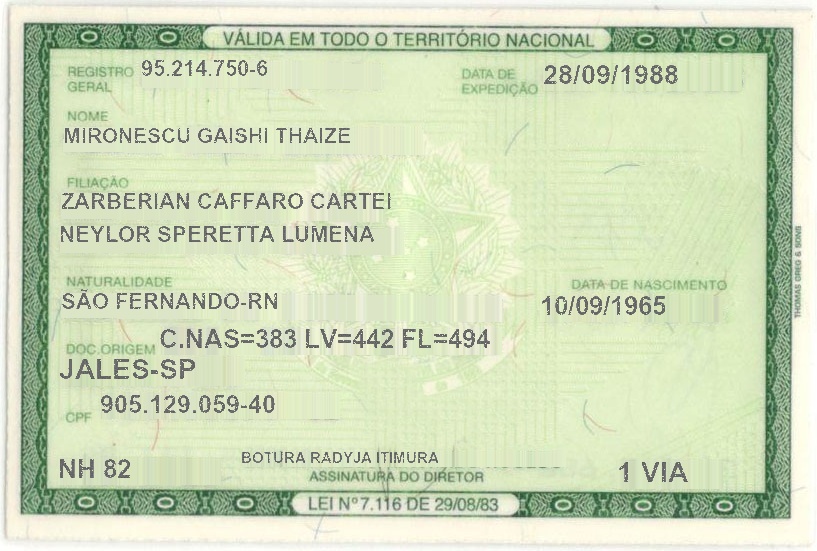 VÁLIDA EM TODO O TERRITÓRIO NACIONAL
REGISTRO GERAL 95.214.750-6 DATA DE EXPEDIÇÃO 28/09/1988
NOME
MIRONESCU GAISHI THAIZE
FILIAÇÃO
ZARBERIAN CAFFARO CARTEI
NEYLOR SPERETTA LUMENA
NATURALIDADE DATA DE NASCIMENTO
SÃO FERNANDO-RN 10/09/1965
DOC.ORIGEM C.NAS=383 LV=442 FL=494
JALES-SP
CPF 905.129.059-40
NH 82 BOTURA RADYJA ITIMURA 1 VIA
ASSINATURA DO DIRETOR
LEI Nº 7.116 DE 29/08/83
THOMAS GREG & SONS